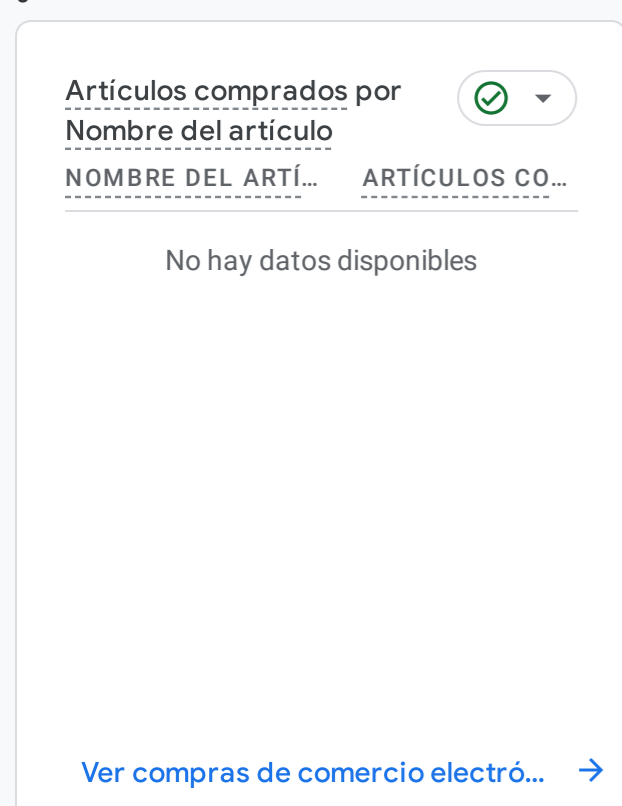 Artículos comprados por
Nombre del artículo
NOMBRE DEL ARTÍ... ARTÍCULOS CO...
No hay datos disponibles
Ver compras de comercio electró...